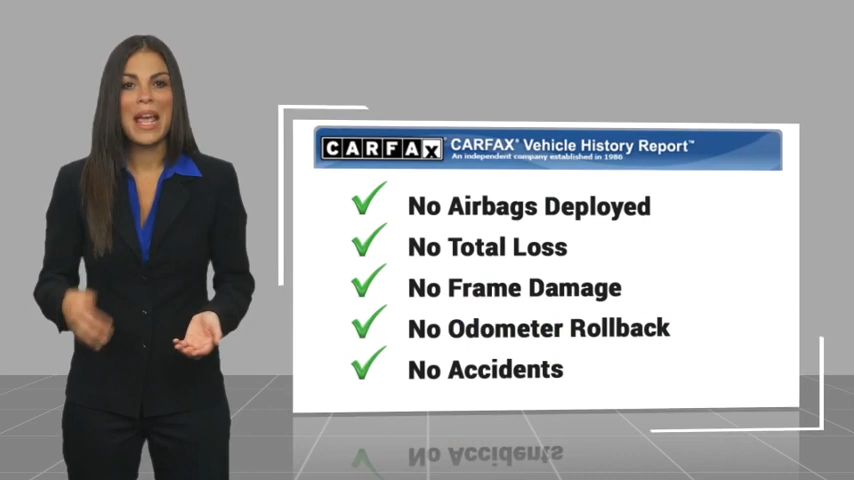 CARFAX
CARFAX® Vehicle History Report™
An independent company established in 1986
No Airbags Deployed
No Total Loss
No Frame Damage
No Odometer Rollback
No Accidents
No Accidents